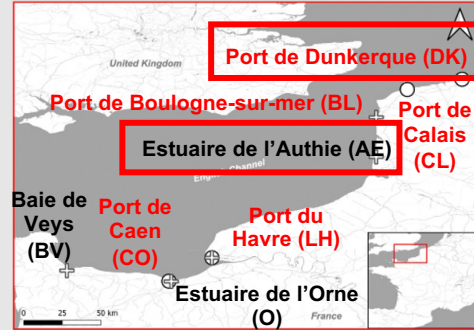 United Kingdom
Port de Dunkerque (DK)
Port de Boulogne-sur-mer (BL)
Port de
Calais
(CL)
Estuaire de l'Authie (AE)
English Channel
Baie de
Veys
(BV)
Port de
Caen
(CO)
Port du
Havre (LH)
Estuaire de l'Orne
(O)
France
0 25 50 km